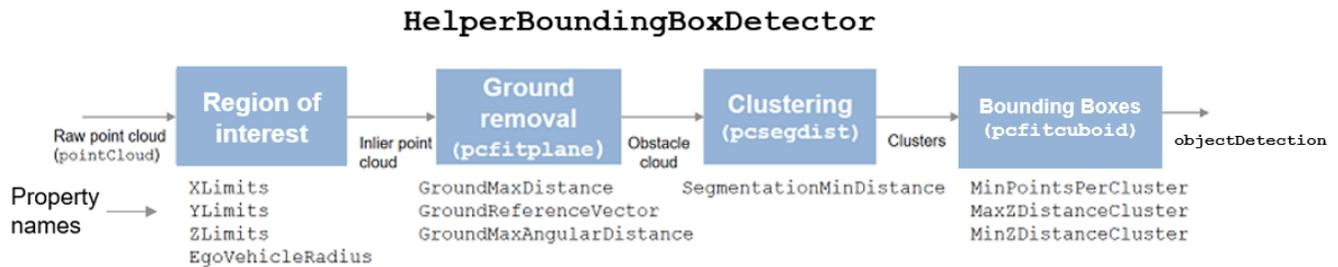 HelperBoundingBoxDetector
Raw point cloud
(pointCloud)
Region of
interest
Inlier point
cloud
Ground
removal
(pcfitplane)
Obstacle
cloud
Clustering
(pcsegdist)
Clusters
Bounding Boxes
(pcfitcuboid)
objectDetection
Property
names
XLimits
YLimits
ZLimits
EgoVehicleRadius
GroundMaxDistance
GroundReferenceVector
GroundMaxAngularDistance
SegmentationMinDistance
MinPointsPerCluster
MaxZDistanceCluster
MinZDistanceCluster